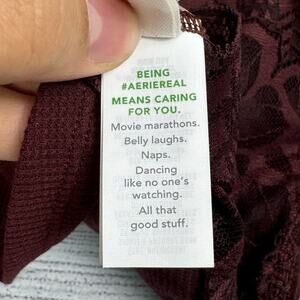 BEING
#AERIEREAL
MEANS CARING
FOR YOU.
Movie marathons.
Belly laughs.
Naps.
Dancing
like no one's
watching.
All that
good stuff.